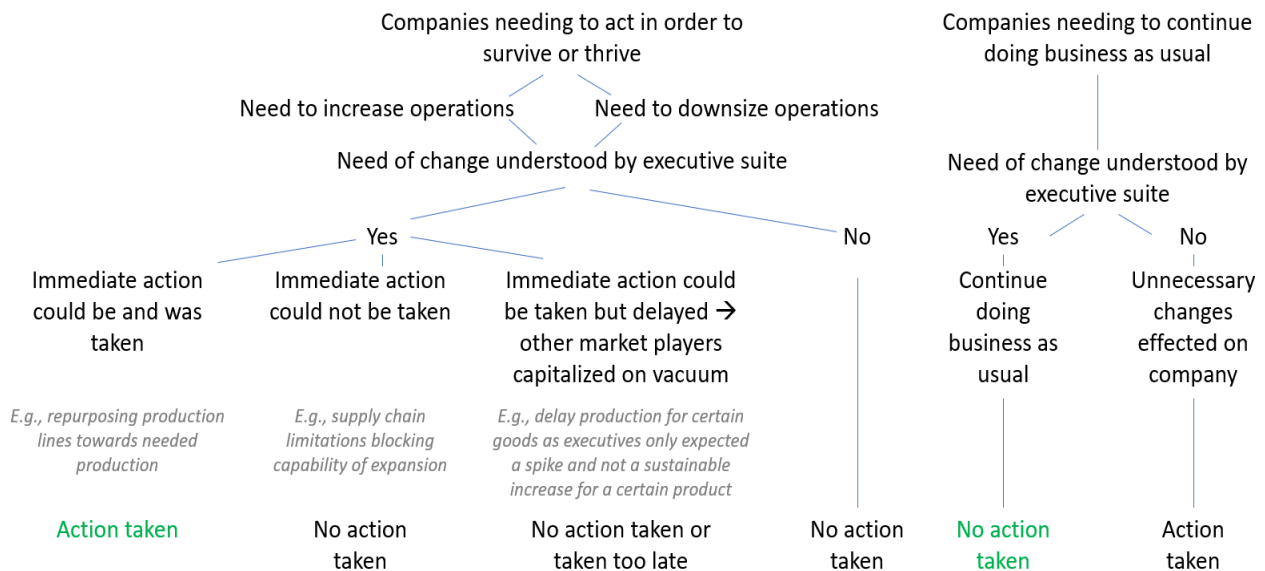 Companies needing to act in order to
survive or thrive
Companies needing to continue
doing business as usual
Need to increase operations
Need to downsize operations
Need of change understood by executive suite
Need of change understood by
executive suite
Yes
No
Yes
No
Immediate action
could be and was
taken
Immediate action
could not be taken
Immediate action could
be taken but delayed →
other market players
capitalized on vacuum
Continue
doing
business as
usual
Unnecessary
changes
effected on
company
E.g., repurposing production
lines towards needed
production
E.g., supply chain
limitations blocking
capability of expansion
E.g., delay production for certain
goods as executives only expected
a spike and not a sustainable
increase for a certain product
Action taken
No action
taken
No action taken or
taken too late
No action
taken
No action
taken
Action
taken